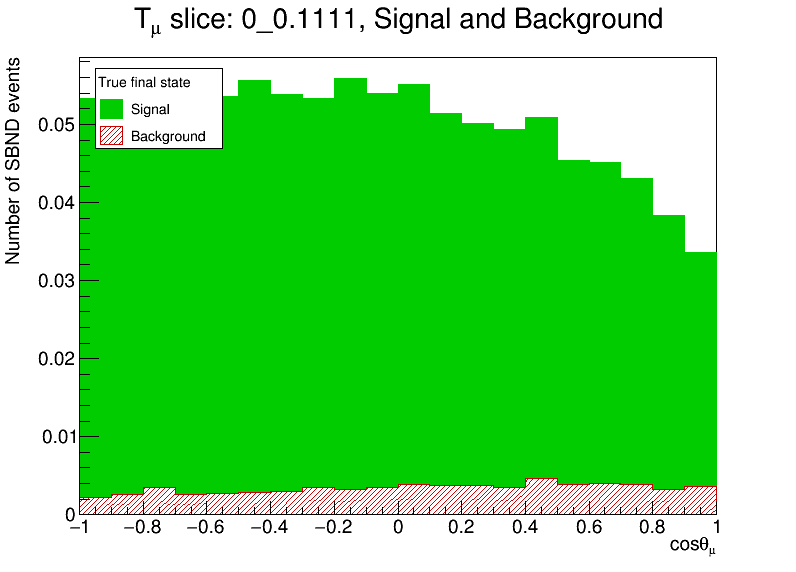 Tμ slice: 0_0.1111, Signal and Background
Number of SBND events
True final state
Signal
Background
0.05
0.04
0.03
0.02
0.01
0
−1 −0.8 −0.6 −0.4 −0.2 0 0.2 0.4 0.6 0.8 1
cosθμ